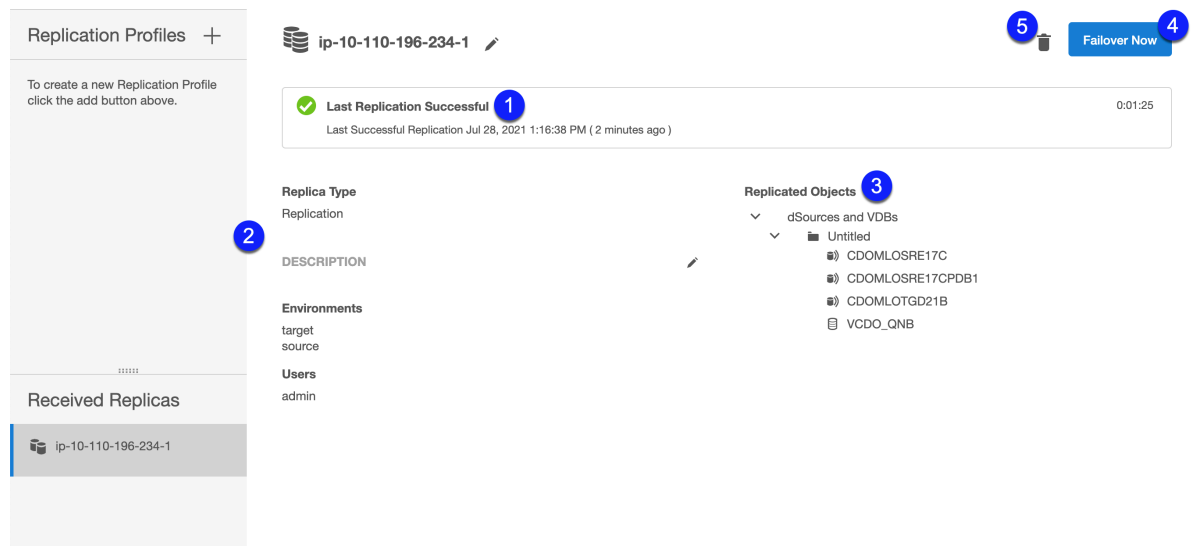 Replication Profiles
To create a new Replication Profile
click the add button above.
Received Replicas
ip-10-110-196-234-1
ip-10-110-196-234-1
5
4
Failover Now
Last Replication Successful 1
0:01:25
Last Successful Replication Jul 28, 2021 1:16:38 PM ( 2 minutes ago )
2
Replica Type
Replication
DESCRIPTION
Environments
target
source
Users
admin
Replicated Objects 3
dSources and VDBs
Untitled
CDOMLOSRE17C
CDOMLOSRE17CPDB1
CDOMLOTGD21B
VCDO_QNB